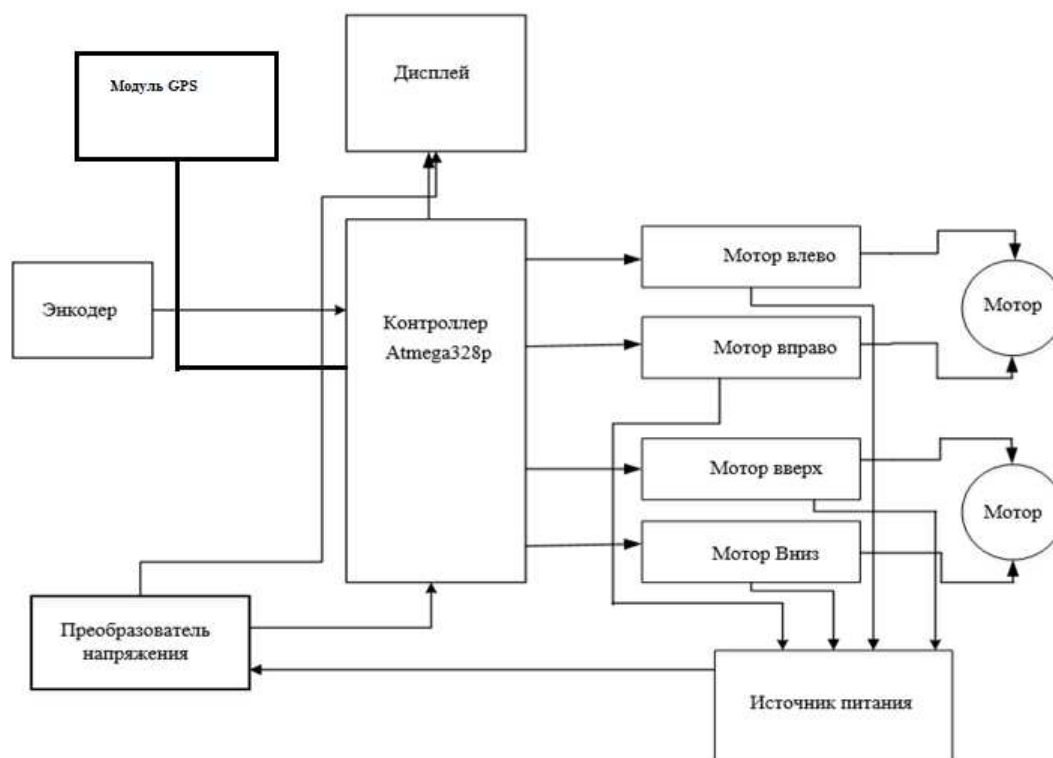 Модуль GPS
Дисплей
Энкодер
Контроллер
Atmega328p
Мотор влево
Мотор вправо
Мотор вверх
Мотор Вниз
Мотор
Мотор
Преобразователь
напряжения
Источник питания